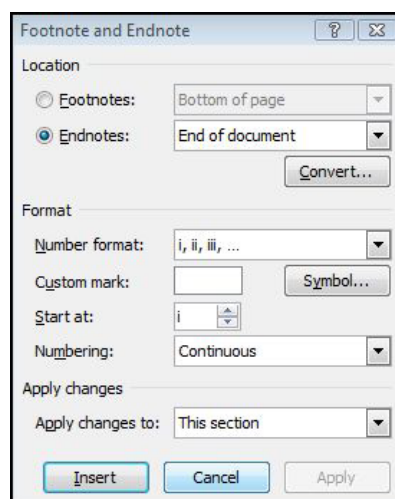 Footnote and Endnote
Location
Footnotes: Bottom of page
Endnotes: End of document
Convert...
Format
Number format: i, ii, iii, ...
Custom mark: Symbol...
Start at: i
Numbering: Continuous
Apply changes
Apply changes to: This section
Insert Cancel Apply